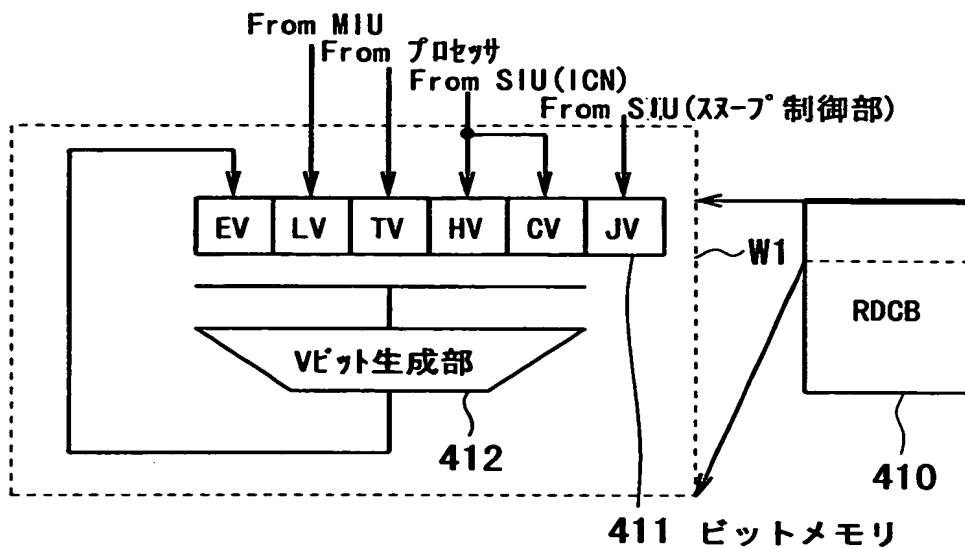 From MIU
From プロセッサ
From SIU(ICN)
From SIU(スヌープ制御部)
EV LV TV HV CV JV
W1
RDCB
Vビット生成部
412
410
411 ビットメモリ